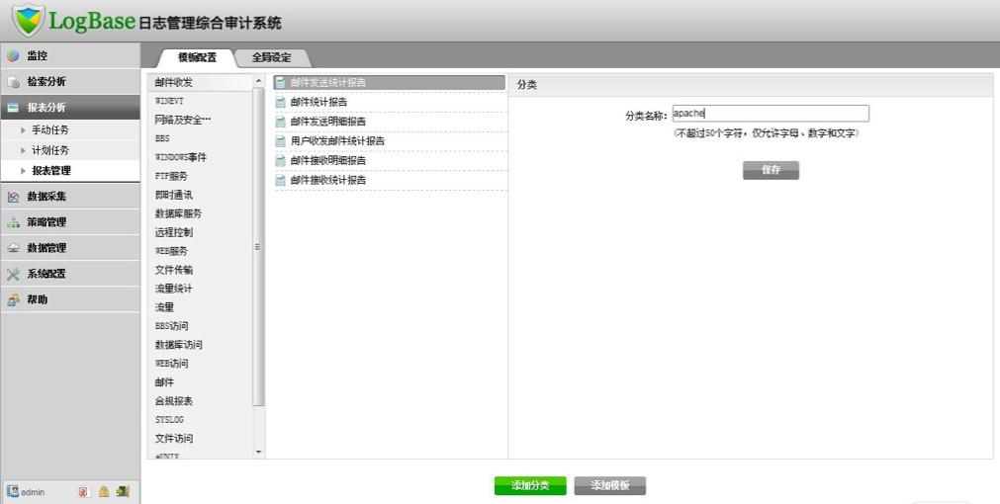 LogBase日志管理综合审计系统
监控
检索分析
报表分析
手动任务
计划任务
报表管理
数据采集
策略管理
数据管理
系统配置
帮助
admin
模板配置
全局设定
邮件收发
WINEVT
网络及安全…
BBS
WINDOWS事件
FTP服务
即时通讯
数据库服务
远程控制
WEB服务
文件传输
流量统计
流量
BBS访问
数据库访问
WEB访问
邮件
合规报表
SYSLOG
文件访问
*UNIX
邮件发送统计报告
邮件统计报告
邮件发送明细报告
用户收发邮件统计报告
邮件接收明细报告
邮件接收统计报告
分类
分类名称: apache
(不超过50个字符，仅允许字母、数字和文字)
保存
添加分类
添加模板